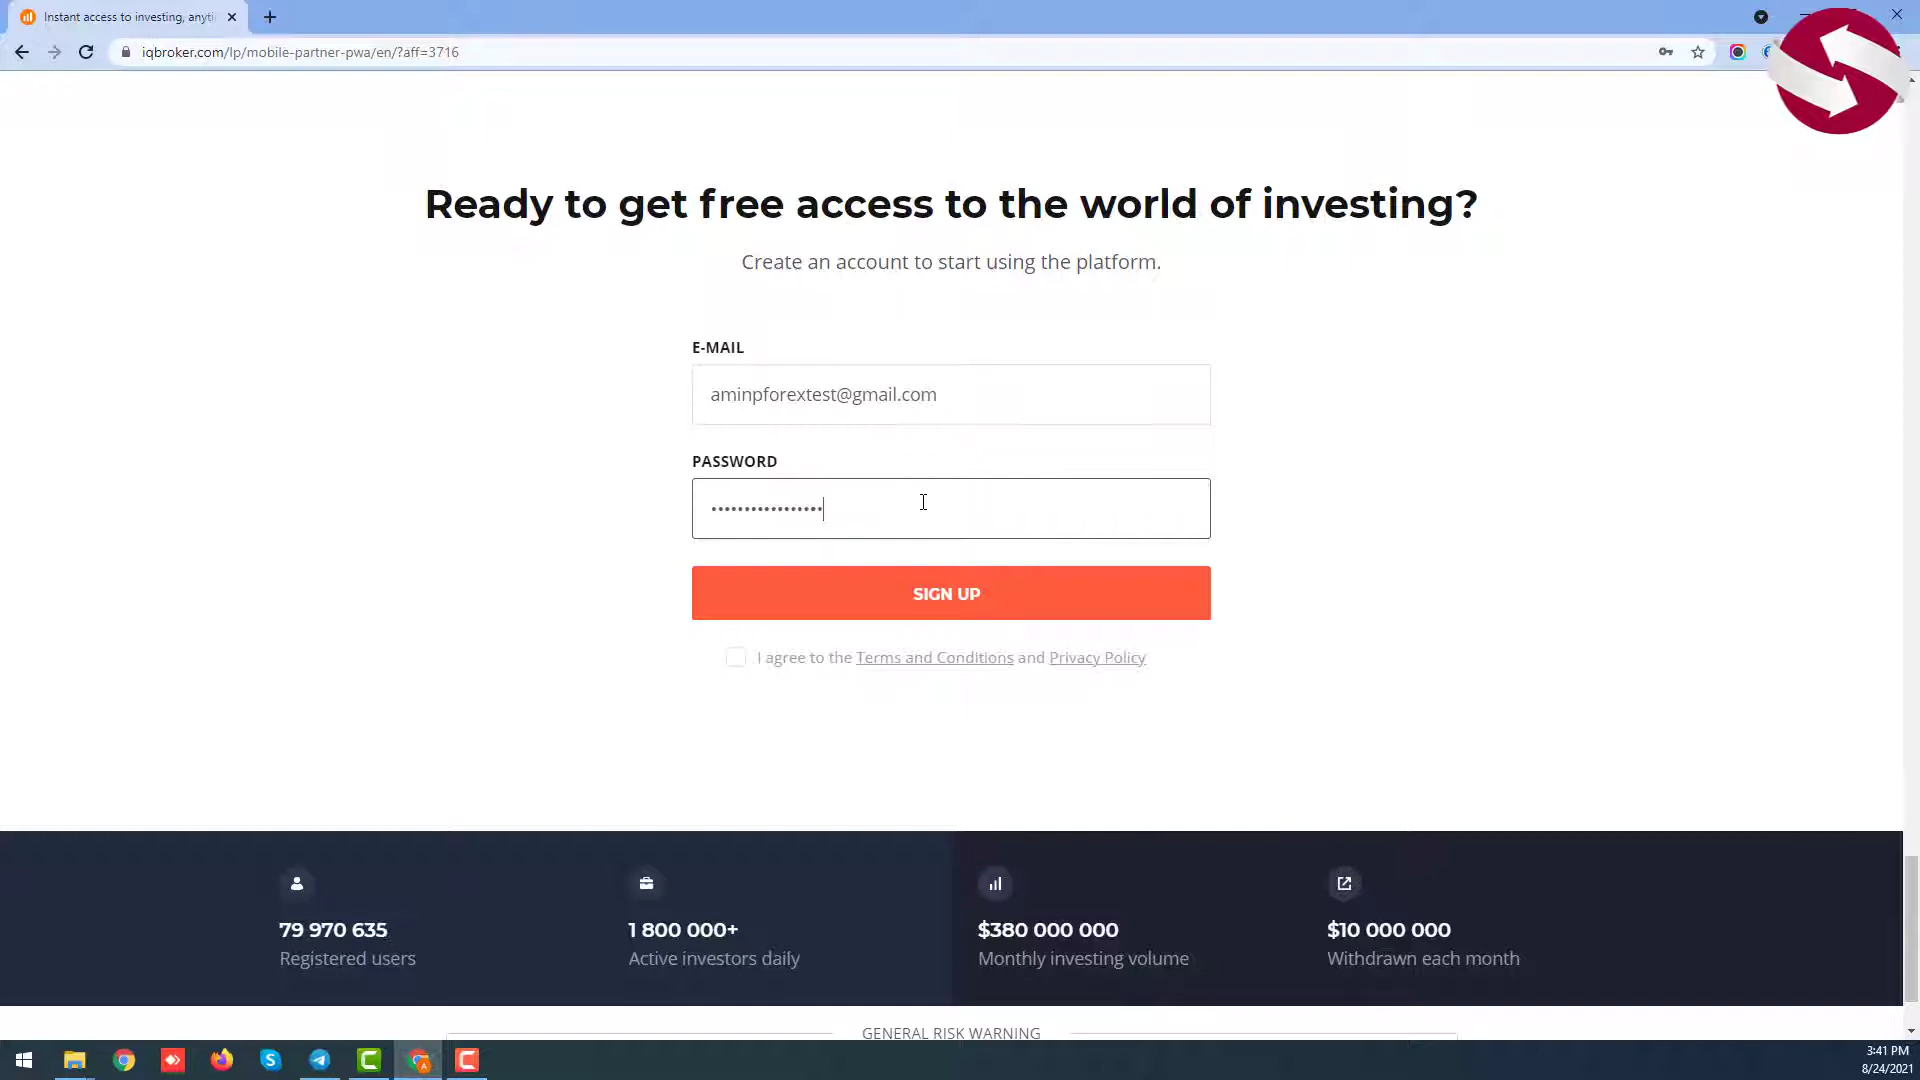 Instant access to investing, anyti
iqbroker.com/lp/mobile-partner-pwa/en/?aff=3716
Ready to get free access to the world of investing?
Create an account to start using the platform.
E-MAIL
aminpforextest@gmail.com
PASSWORD
•••••••••••••••••
SIGN UP
I agree to the Terms and Conditions and Privacy Policy
79 970 635
Registered users
1 800 000+
Active investors daily
$380 000 000
Monthly investing volume
$10 000 000
Withdrawn each month
GENERAL RISK WARNING
3:41 PM
8/24/2021